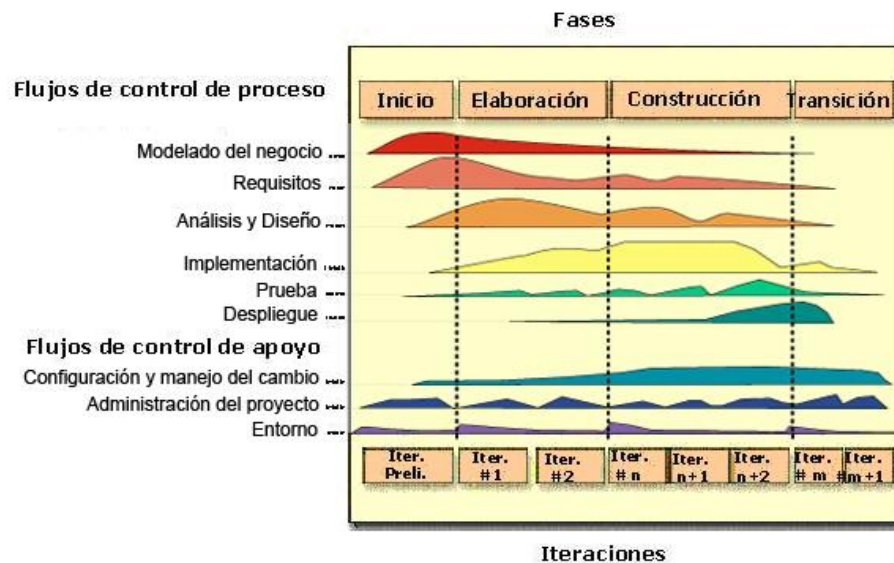 Fases
Flujos de control de proceso
Inicio
Elaboración
Construcción
Transición
Modelado del negocio
Requisitos
Análisis y Diseño
Implementación
Prueba
Despliegue
Flujos de control de apoyo
Configuración y manejo del cambio
Administración del proyecto
Entorno
Iter.
Preli.
Iter.
#1
Iter.
#2
Iter.
# n
Iter.
n+1
Iter.
n+2
Iter.
# m
Iter.
#m+1
Iteraciones